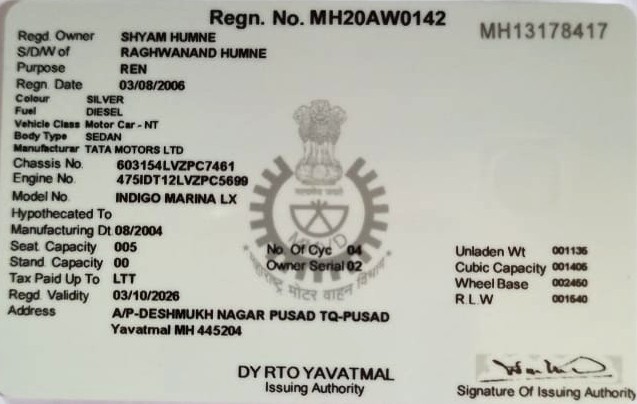 Regn. No. MH20AW0142
MH13178417
Regd. Owner SHYAM HUMNE
S/D/W of RAGHWANAND HUMNE
Purpose REN
Regn. Date 03/08/2006
Colour SILVER
Fuel DIESEL
Vehicle Class Motor Car - NT
Body Type SEDAN
Manufacturar TATA MOTORS LTD
Chassis No. 603154LVZPC7461
Engine No. 475IDT12LVZPC5699
Model No. INDIGO MARINA LX
Hypothecated To
Manufacturing Dt 08/2004
Seat Capacity 005
Stand. Capacity 00
Tax Paid Up To LTT
Regd. Validity 03/10/2026
Address A/P-DESHMUKH NAGAR PUSAD TQ-PUSAD
Yavatmal MH 445204
No. Of Cyc 04
Owner Serial 02
Unladen Wt 001135
Cubic Capacity 001405
Wheel Base 002450
R.L.W 001640
महाराष्ट्र मोटर वाहन विभाग
DY RTO YAVATMAL
Issuing Authority
Signature Of Issuing Authority